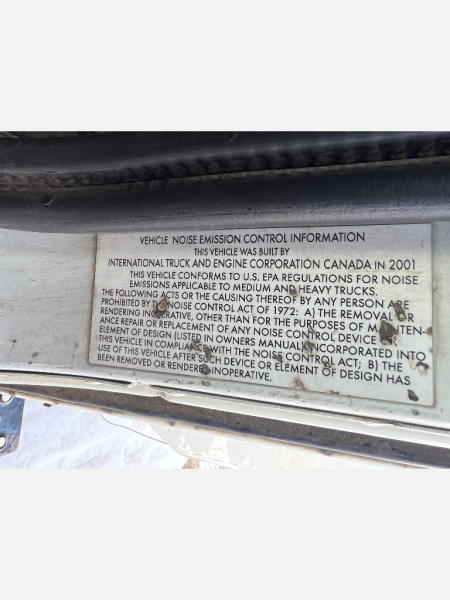 VEHICLE NOISE EMISSION CONTROL INFORMATION
THIS VEHICLE WAS BUILT BY
INTERNATIONAL TRUCK AND ENGINE CORPORATION CANADA IN 2001
THIS VEHICLE CONFORMS TO U.S. EPA REGULATIONS FOR NOISE
EMISSIONS APPLICABLE TO MEDIUM AND HEAVY TRUCKS.
THE FOLLOWING ACTS OR THE CAUSING THEREOF BY ANY PERSON ARE
PROHIBITED BY THE NOISE CONTROL ACT OF 1972: A) THE REMOVAL OR
RENDERING INOPERATIVE, OTHER THAN FOR THE PURPOSES OF MAINTEN-
ANCE REPAIR OR REPLACEMENT OF ANY NOISE CONTROL DEVICE OR
ELEMENT OF DESIGN (LISTED IN OWNERS MANUAL) INCORPORATED INTO
THIS VEHICLE IN COMPLIANCE WITH THE NOISE CONTROL ACT; B) THE
USE OF THIS VEHICLE AFTER SUCH DEVICE OR ELEMENT OF DESIGN HAS
BEEN REMOVED OR RENDERED INOPERATIVE.